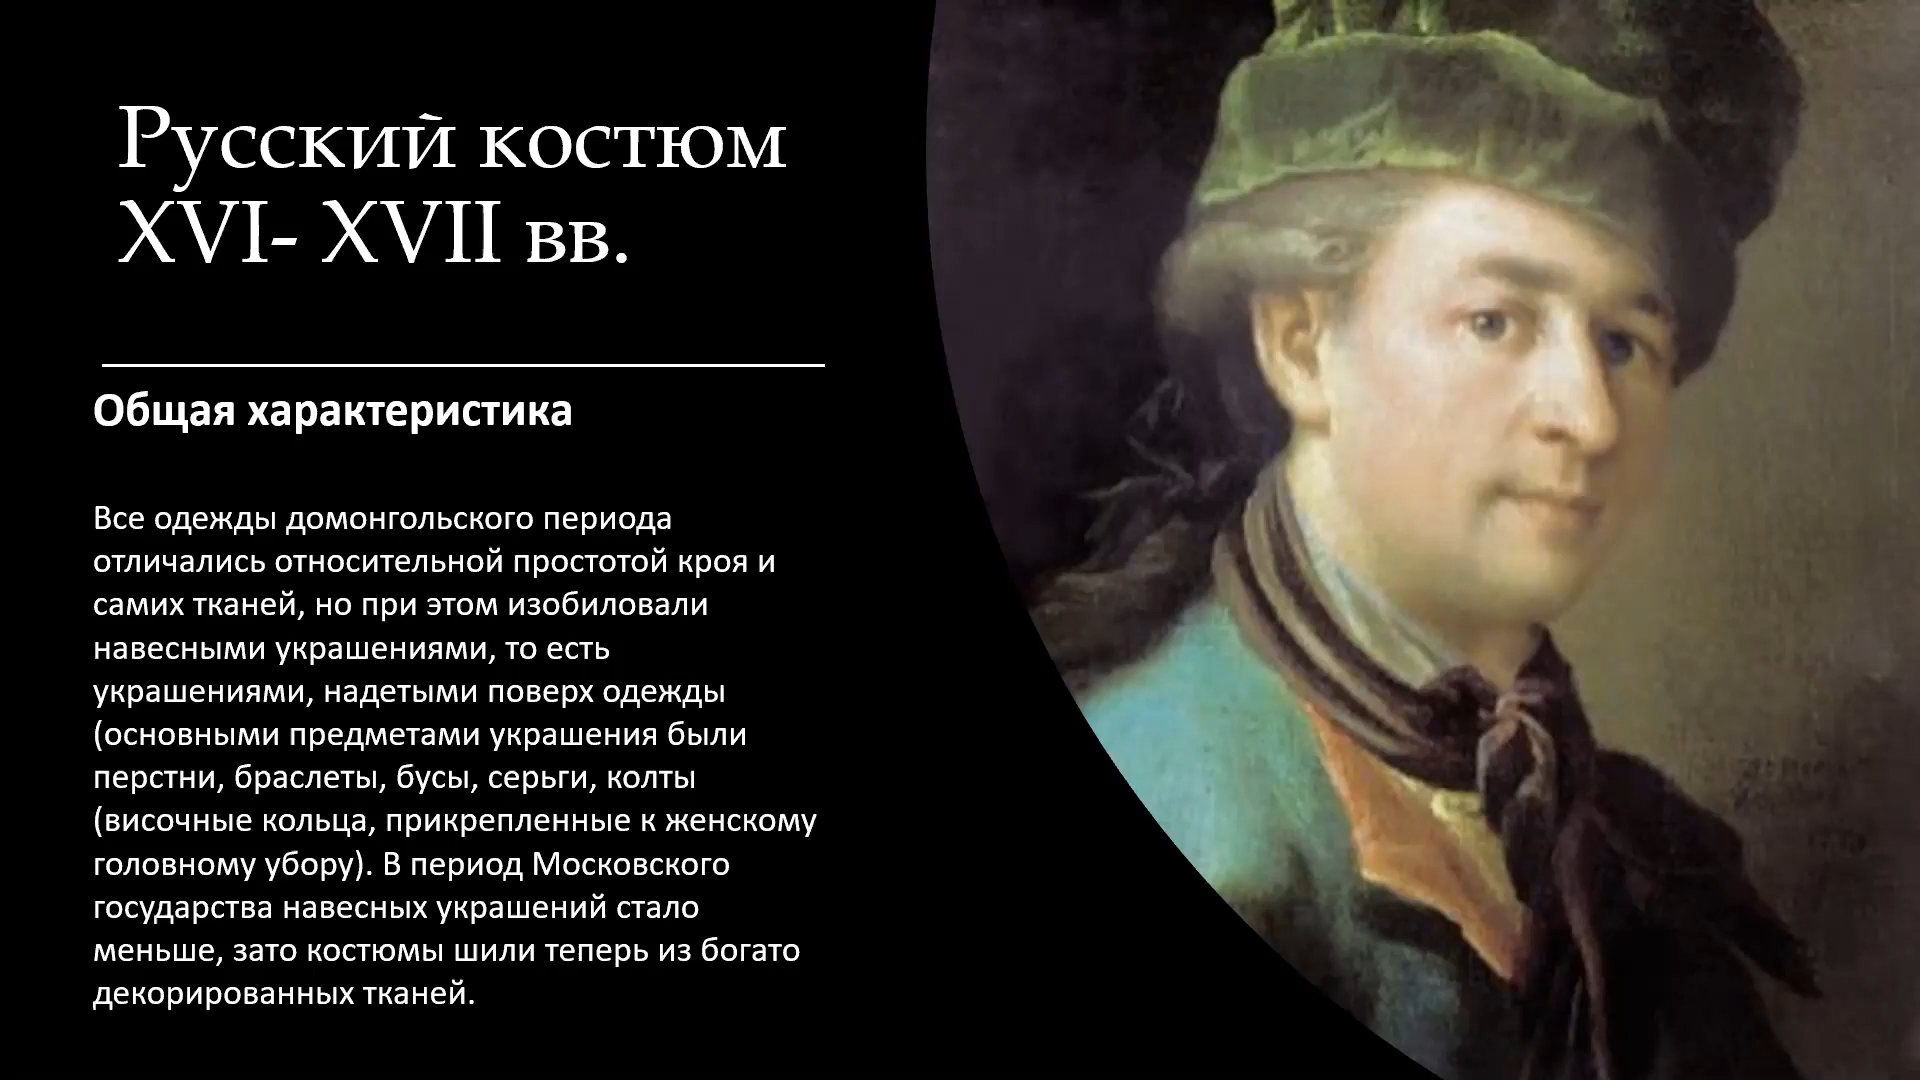 Русский костюм
XVI- XVII вв.
Общая характеристика
Все одежды домонгольского периода
отличались относительной простотой кроя и
самих тканей, но при этом изобиловали
навесными украшениями, то есть
украшениями, надетыми поверх одежды
(основными предметами украшения были
перстни, браслеты, бусы, серьги, колты
(височные кольца, прикрепленные к женскому
головному убору). В период Московского
государства навесных украшений стало
меньше, зато костюмы шили теперь из богато
декорированных тканей.